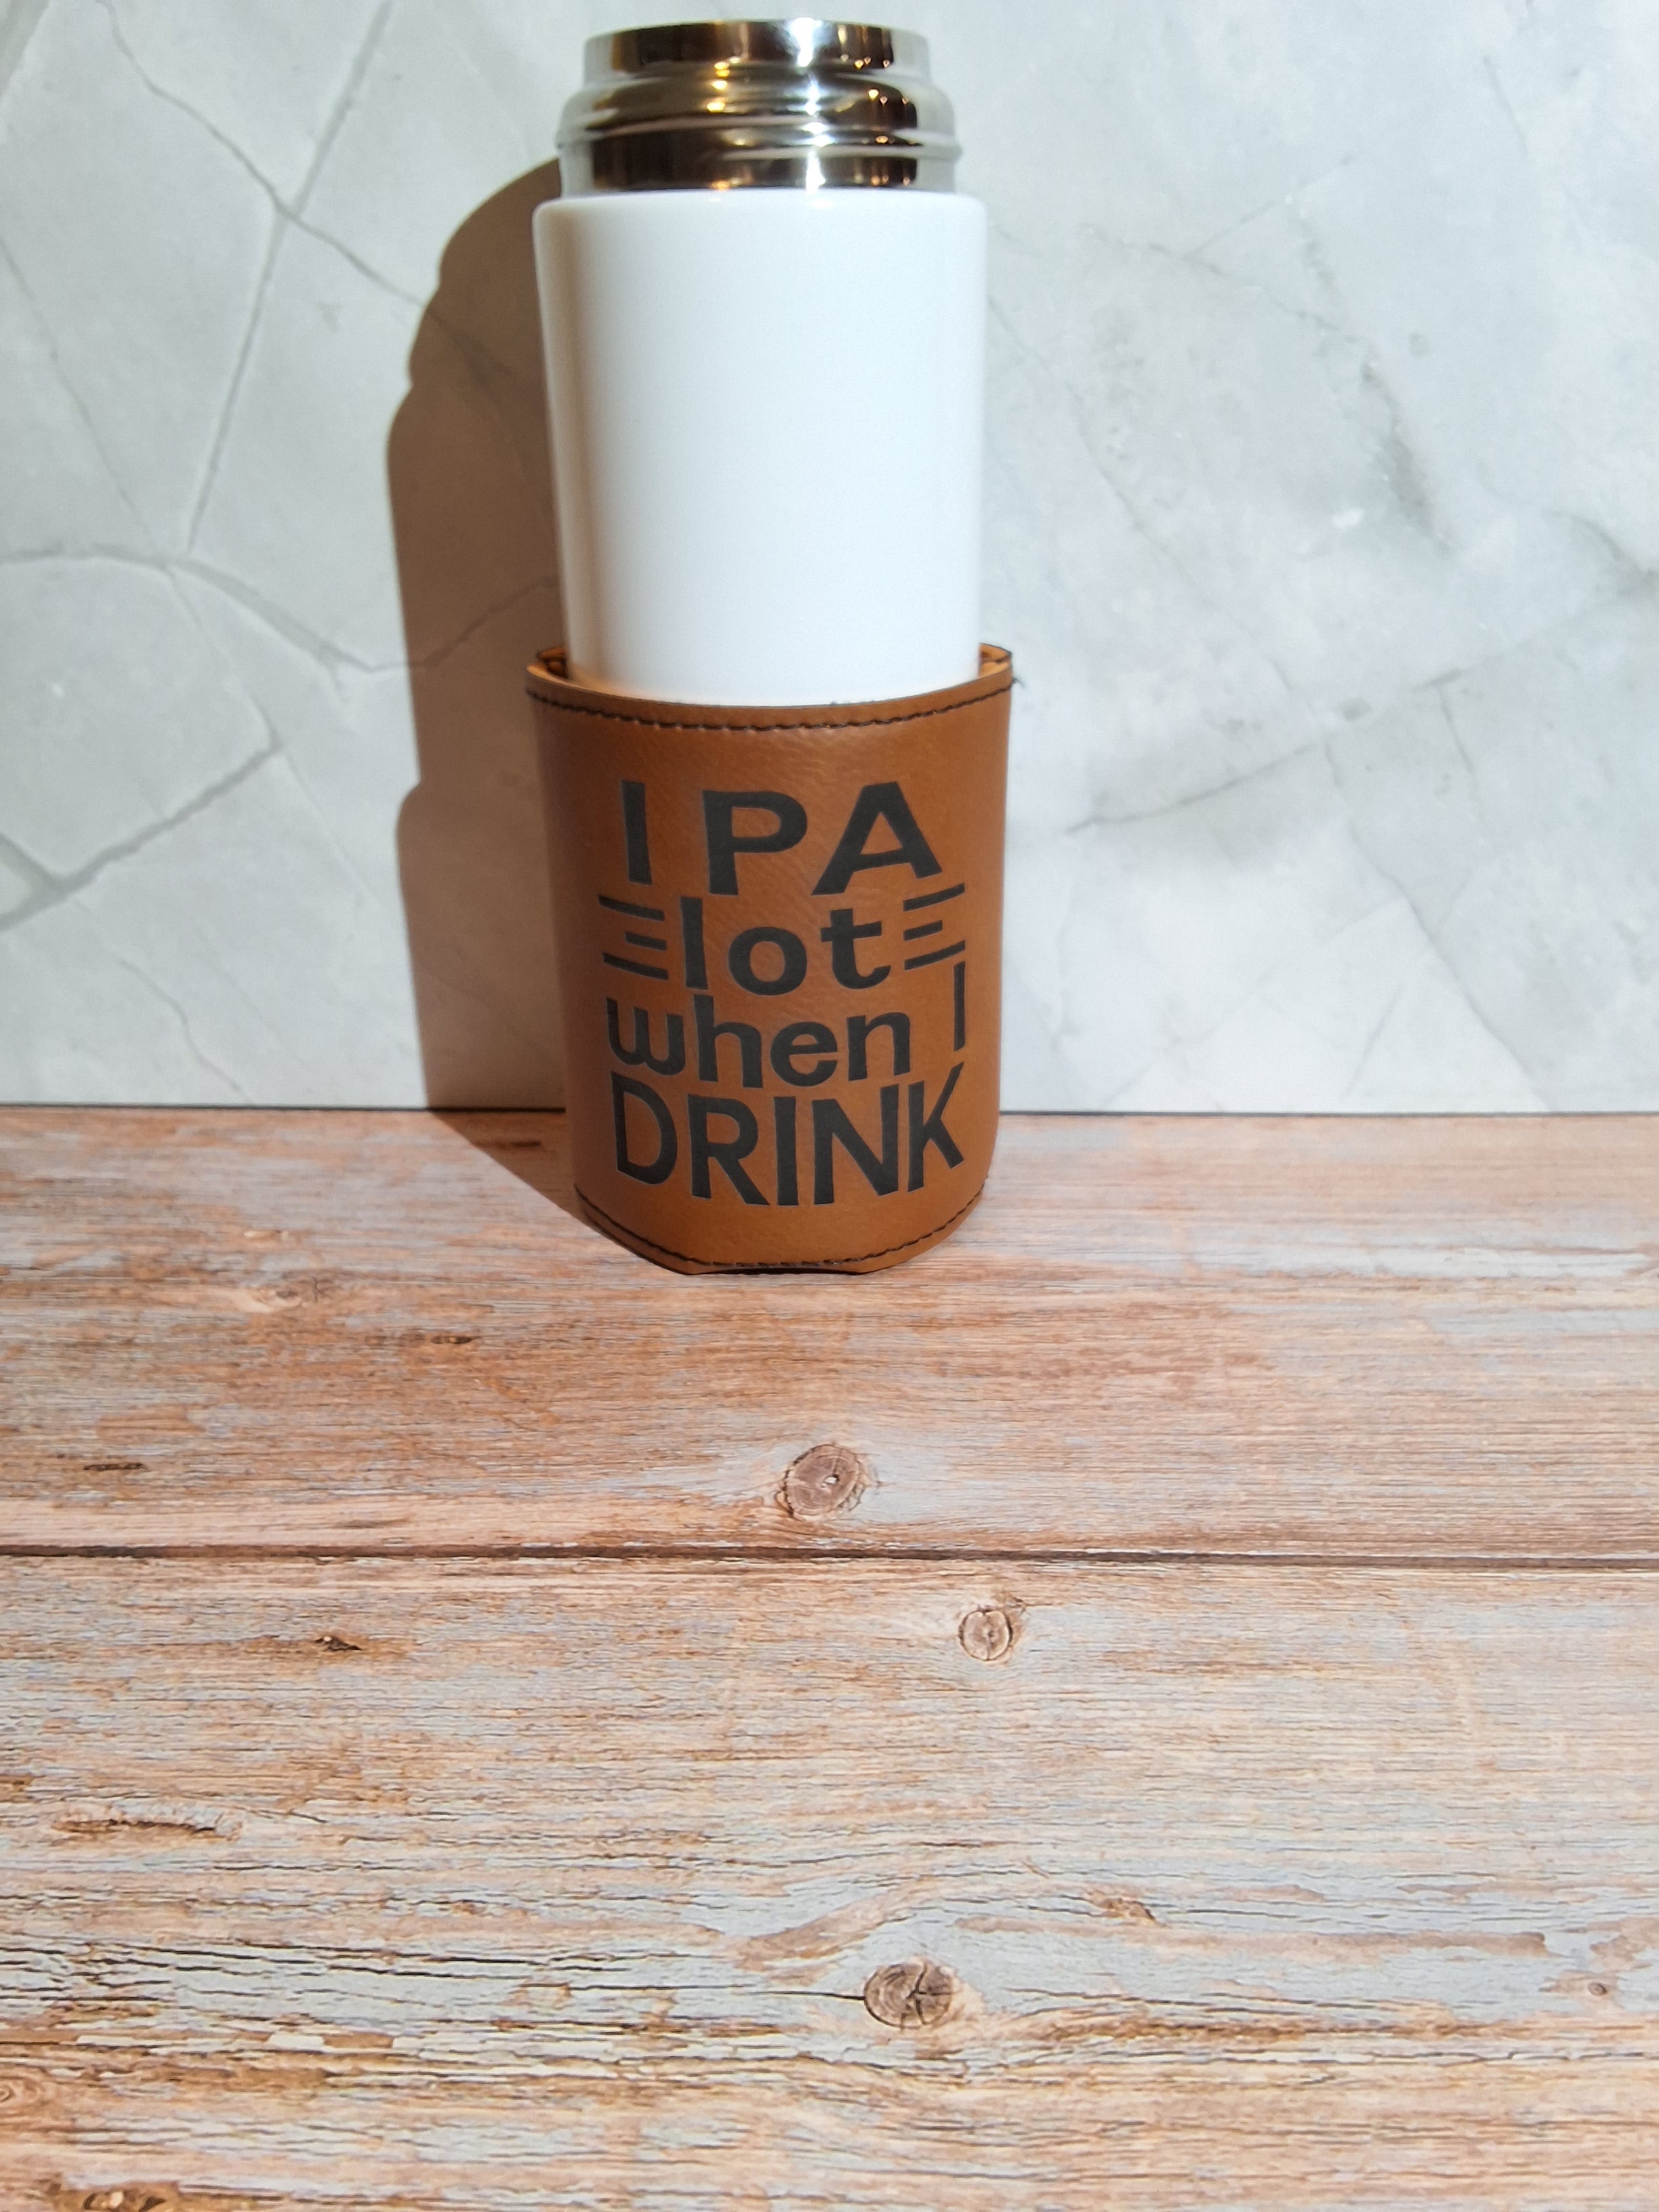 I PA
lot
when I
DRINK